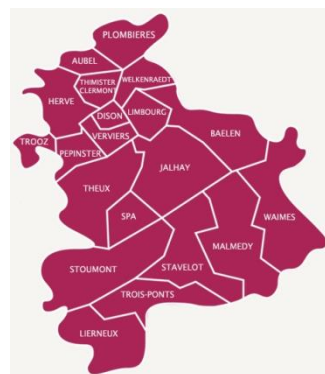 PLOMBIERES
AUBEL
THIMISTER
CLERMONT
WELKENRAEDT
HERVE
DISON
LIMBOURG
BAELEN
TROOZ
VERVIERS
PEPINSTER
JALHAY
THEUX
SPA
WAIMES
MALMEDY
STOUMONT
STAVELOT
TROIS-PONTS
LIERNEUX